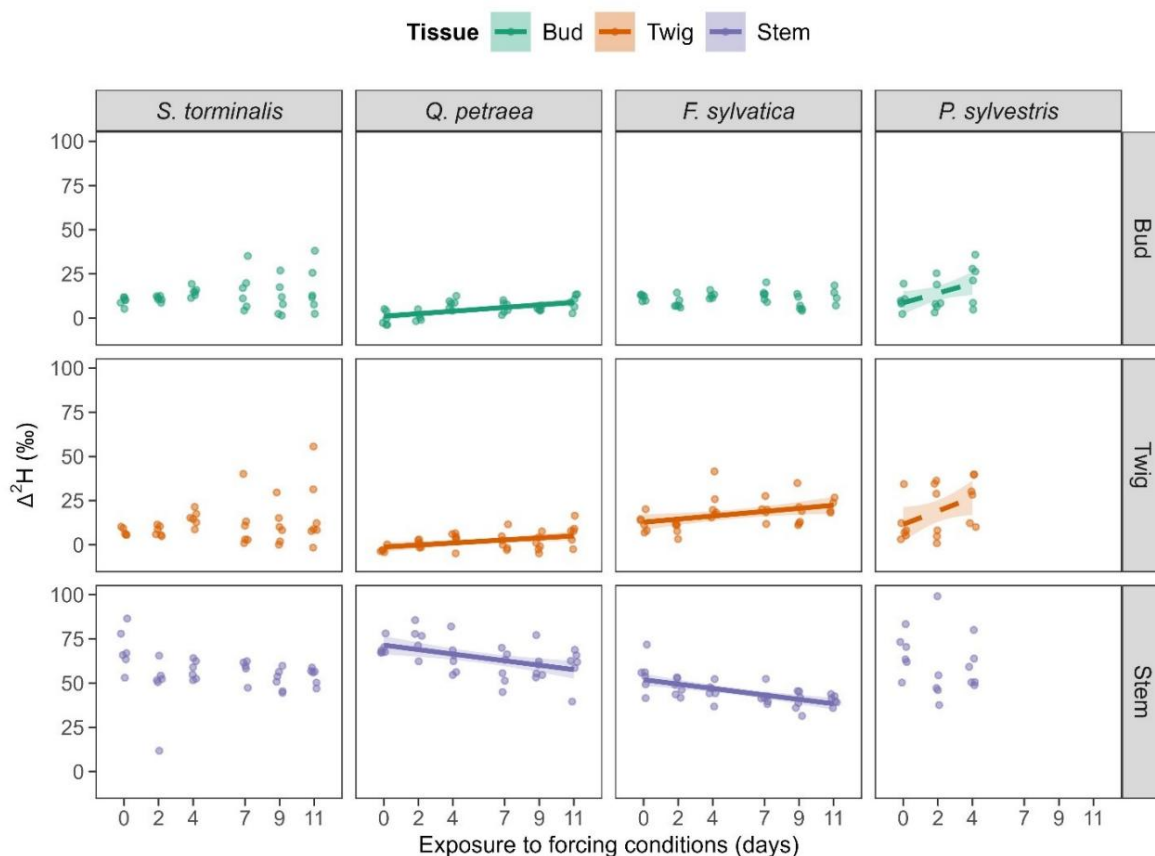 Tissue Bud Twig Stem
S. torminalis Q. petraea F. sylvatica P. sylvestris
100
75
50
25
0
Bud
100
75
50
25
0
Twig
100
75
50
25
0
Stem
Δ²H (‰)
0 2 4 7 9 11 0 2 4 7 9 11 0 2 4 7 9 11 0 2 4 7 9 11
Exposure to forcing conditions (days)